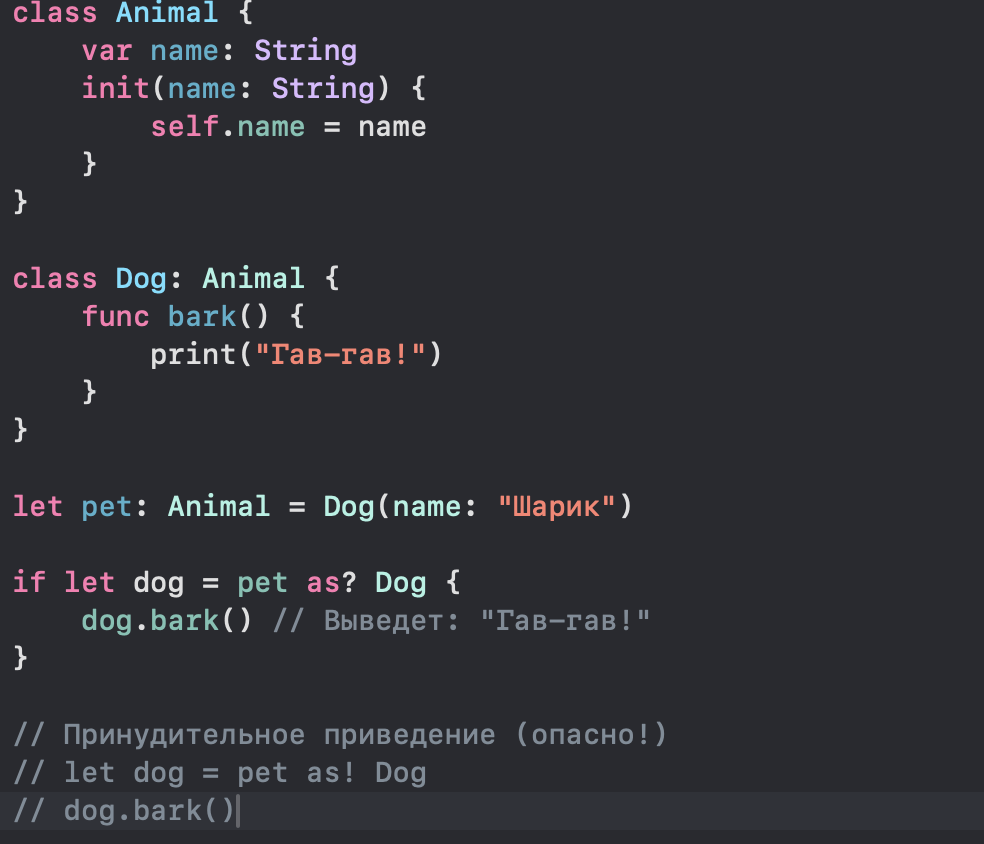 class Animal {
    var name: String
    init(name: String) {
        self.name = name
    }
}

class Dog: Animal {
    func bark() {
        print("Гав-гав!")
    }
}

let pet: Animal = Dog(name: "Шарик")

if let dog = pet as? Dog {
    dog.bark() // Выведет: "Гав-гав!"
}

// Принудительное приведение (опасно!)
// let dog = pet as! Dog
// dog.bark()